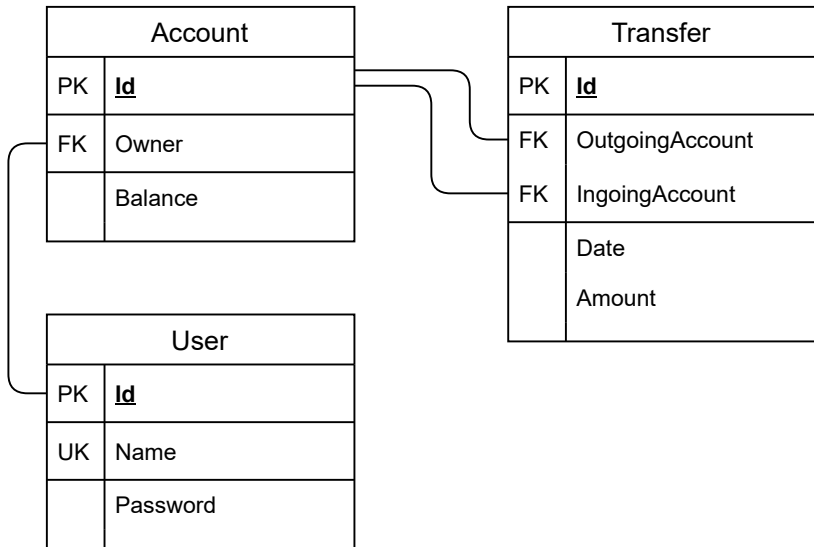 Account
PK Id
FK Owner
Balance
Transfer
PK Id
FK OutgoingAccount
FK IngoingAccount
Date
Amount
User
PK Id
UK Name
Password